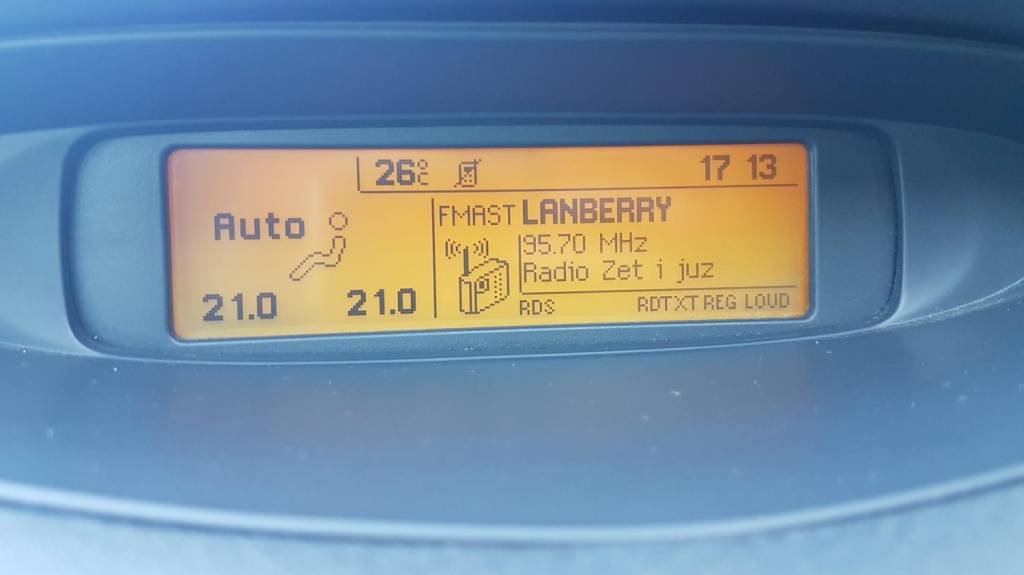 26°C 17 13
Auto
21.0 21.0
FMAST LANBERRY
95.70 MHz
Radio Zet i juz
RDS RDTXT REG LOUD